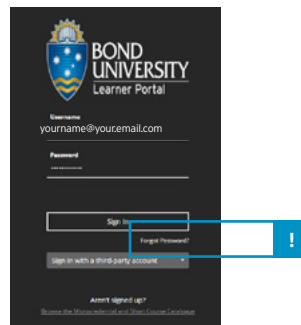 BOND
UNIVERSITY
Learner Portal
Username
yourname@your.email.com
Password
Sign In
Forgot Password?
Sign in with a third-party account
Aren't signed up?
Browse the Microcredential and Short Course Catalogue
!